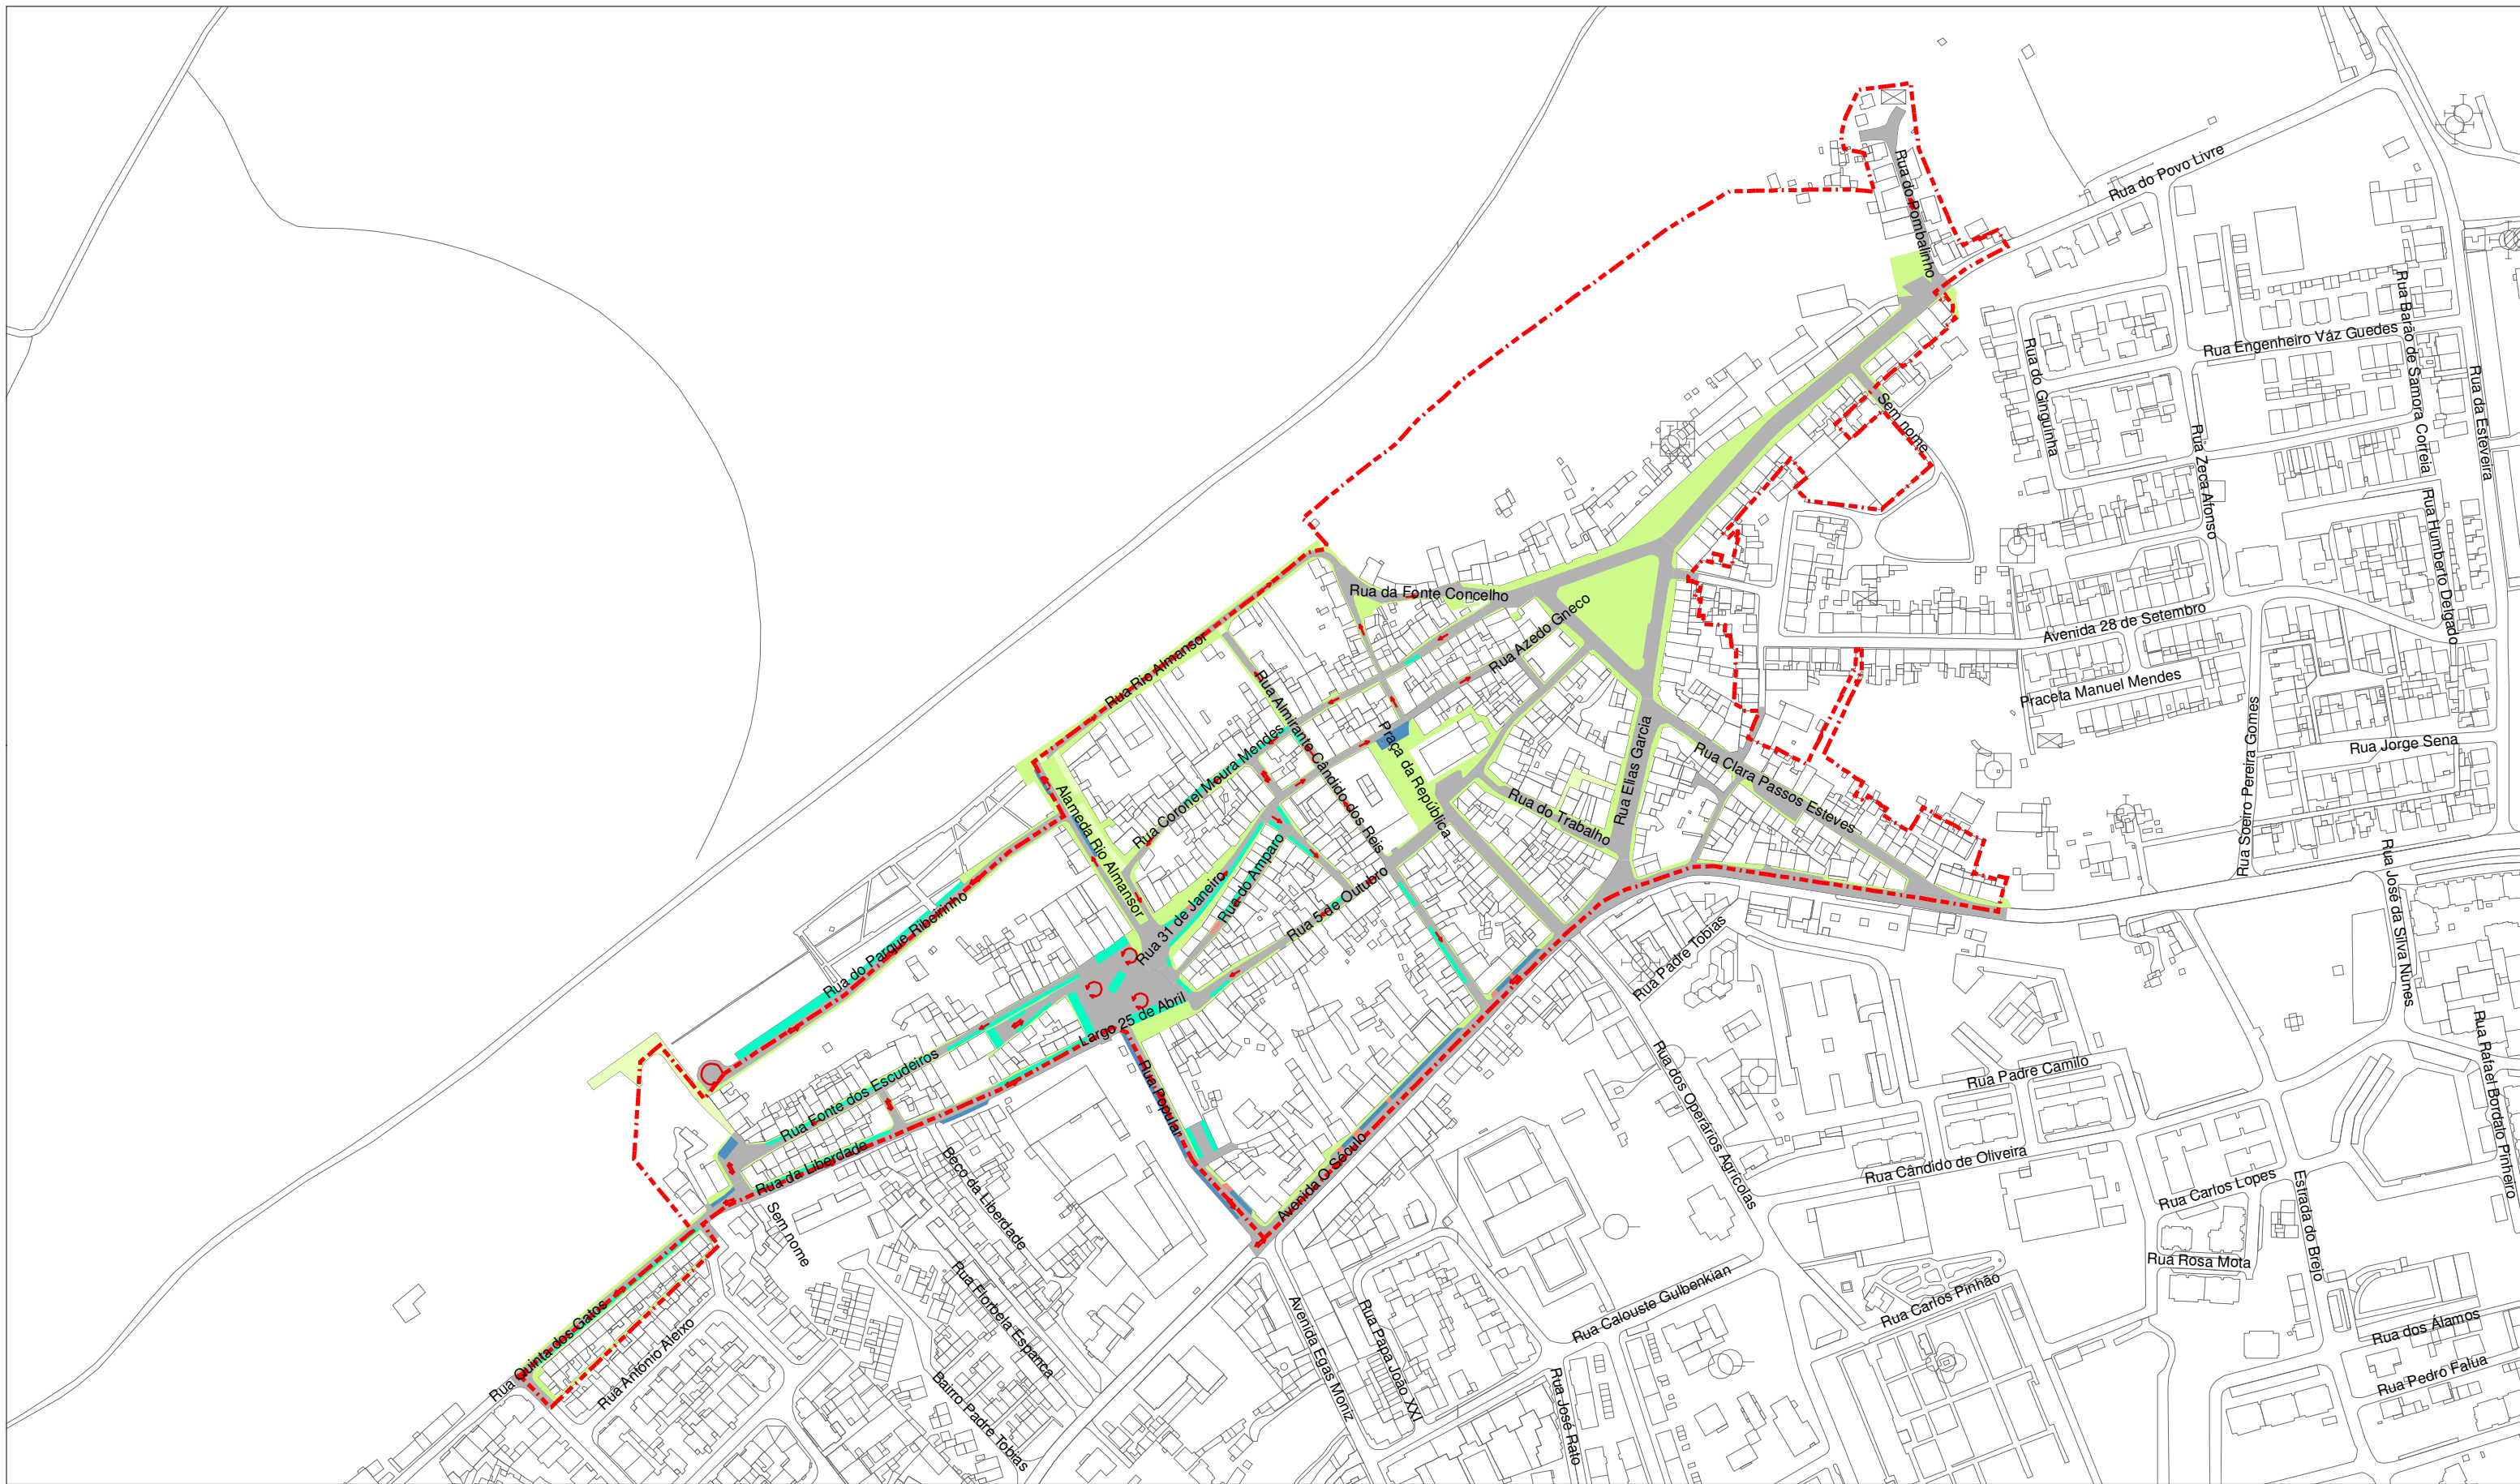 Rua do Povo Livre
Rua do Pombalinho
Rua Barão de Samora Correia
Rua Engenheiro Váz Guedes
Rua do Ginguinha
Rua da Esteveira
Sem nome
Rua Zeca Afonso
Rua Humberto Delgado
Rua da Fonte Concelho
Rua Azedo Gneco
Avenida 28 de Setembro
Rua Rio Almansor
Praceta Manuel Mendes
Rua Almirante Cândido dos Reis
Rua Soeiro Pereira Gomes
Rua Coronel Moura Mendes
Praça da República
Rua Elias Garcia
Rua Jorge Sena
Rua Clara Passos Esteves
Alameda Rio Almansor
Rua do Trabalho
Rua do Amparo
Rua José da Silva Nunes
Rua 31 de Janeiro
Rua 5 de Outubro
Rua do Parque Ribeirinho
Rua Padre Tobias
Largo 25 de Abril
Rua Fonte dos Escudeiros
Rua Popular
Rua dos Operários Agrícolas
Rua Padre Camilo
Rua Rafael Bordalo Pinheiro
Rua da Liberdade
Avenida O Século
Beco da Liberdade
Rua Cândido de Oliveira
Rua Carlos Lopes
Estrada do Brejo
Sem nome
Rua Rosa Mota
Rua Florbela Espanca
Rua Calouste Gulbenkian
Rua Carlos Pinhão
Rua Quinta dos Gatos
Rua António Aleixo
Avenida Egas Moniz
Rua Papa João XXI
Rua dos Álamos
Rua José Rato
Rua Pedro Falua
Bairro Padre Tobias